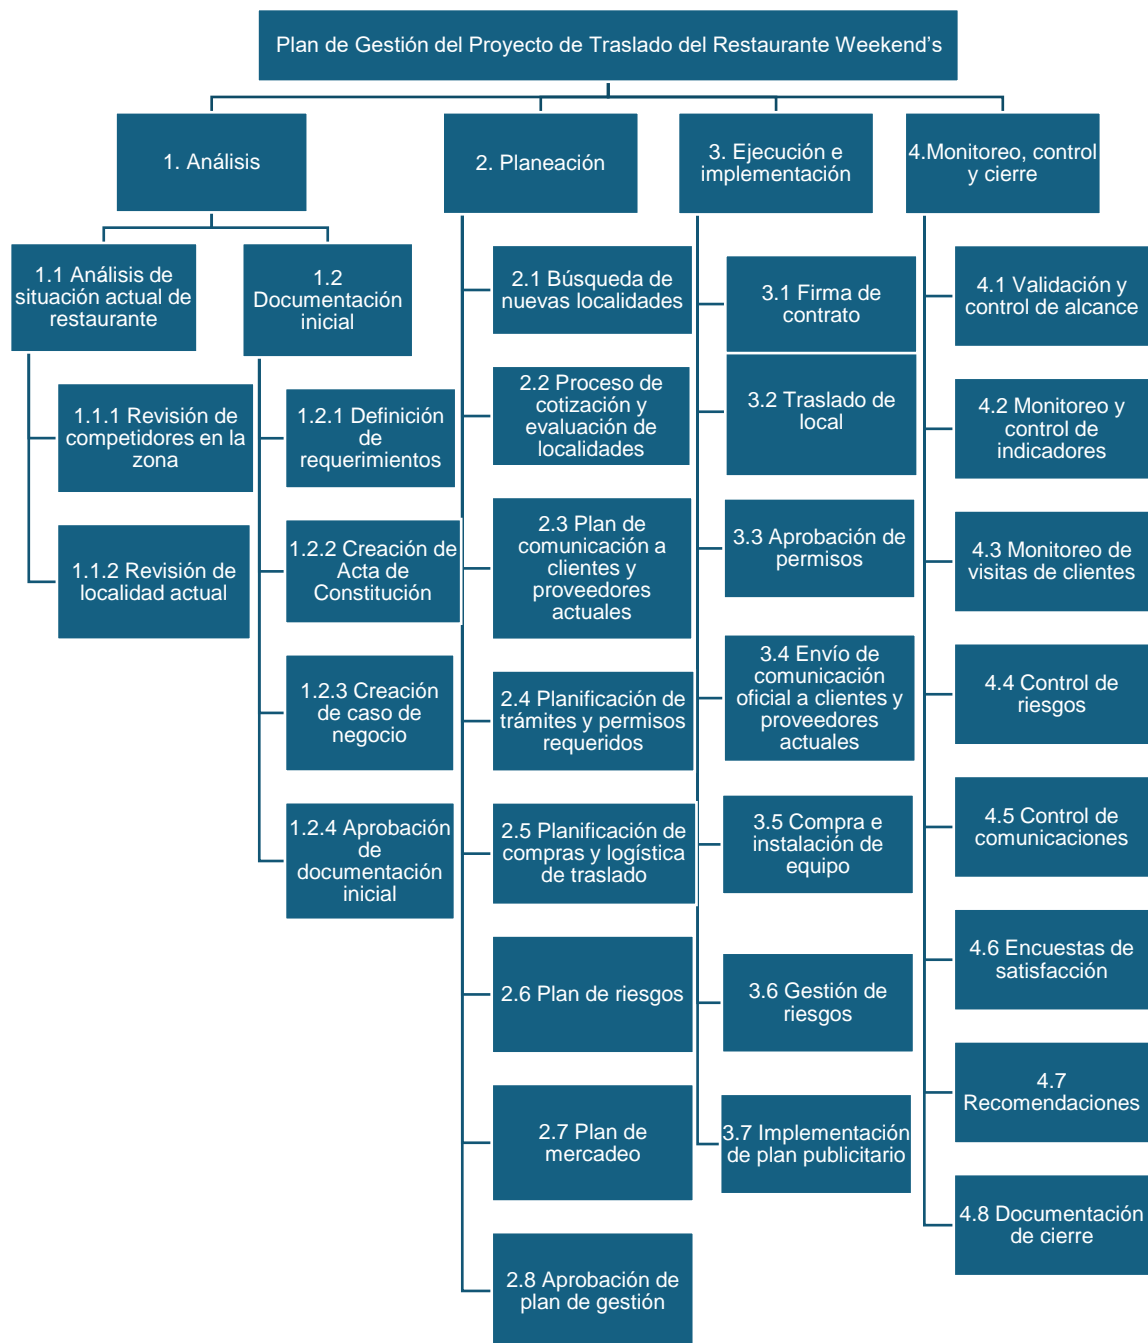 Plan de Gestión del Proyecto de Traslado del Restaurante Weekend’s
1. Análisis
1.1 Análisis de
situación actual de
restaurante
1.1.1 Revisión de
competidores en la
zona
1.1.2 Revisión de
localidad actual
1.2
Documentación
inicial
1.2.1 Definición
de
requerimientos
1.2.2 Creación de
Acta de
Constitución
1.2.3 Creación
de caso de
negocio
1.2.4 Aprobación
de
documentación
inicial
2. Planeación
2.1 Búsqueda de
nuevas localidades
2.2 Proceso de
cotización y
evaluación de
localidades
2.3 Plan de
comunicación a
clientes y
proveedores
actuales
2.4 Planificación de
trámites y permisos
requeridos
2.5 Planificación de
compras y logística
de traslado
2.6 Plan de riesgos
2.7 Plan de
mercadeo
2.8 Aprobación de
plan de gestión
3. Ejecución e
implementación
3.1 Firma de
contrato
3.2 Traslado de
local
3.3 Aprobación de
permisos
3.4 Envío de
comunicación
oficial a clientes y
proveedores
actuales
3.5 Compra e
instalación de
equipo
3.6 Gestión de
riesgos
3.7 Implementación
de plan publicitario
4.Monitoreo, control
y cierre
4.1 Validación y
control de alcance
4.2 Monitoreo y
control de
indicadores
4.3 Monitoreo de
visitas de clientes
4.4 Control de
riesgos
4.5 Control de
comunicaciones
4.6 Encuestas de
satisfacción
4.7
Recomendaciones
4.8 Documentación
de cierre